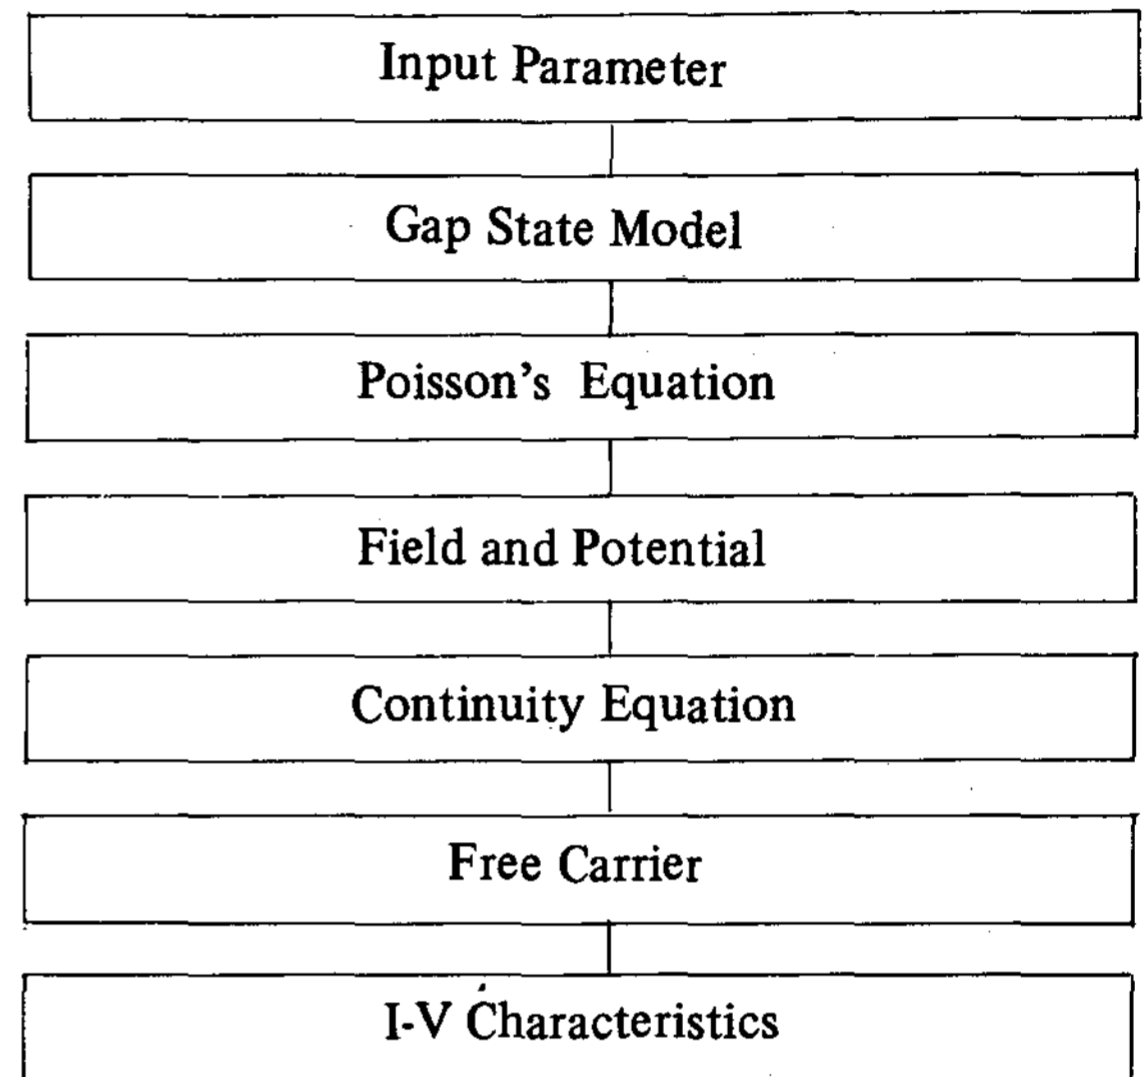 Input Parameter
Gap State Model
Poisson's Equation
Field and Potential
Continuity Equation
Free Carrier
I-V Characteristics